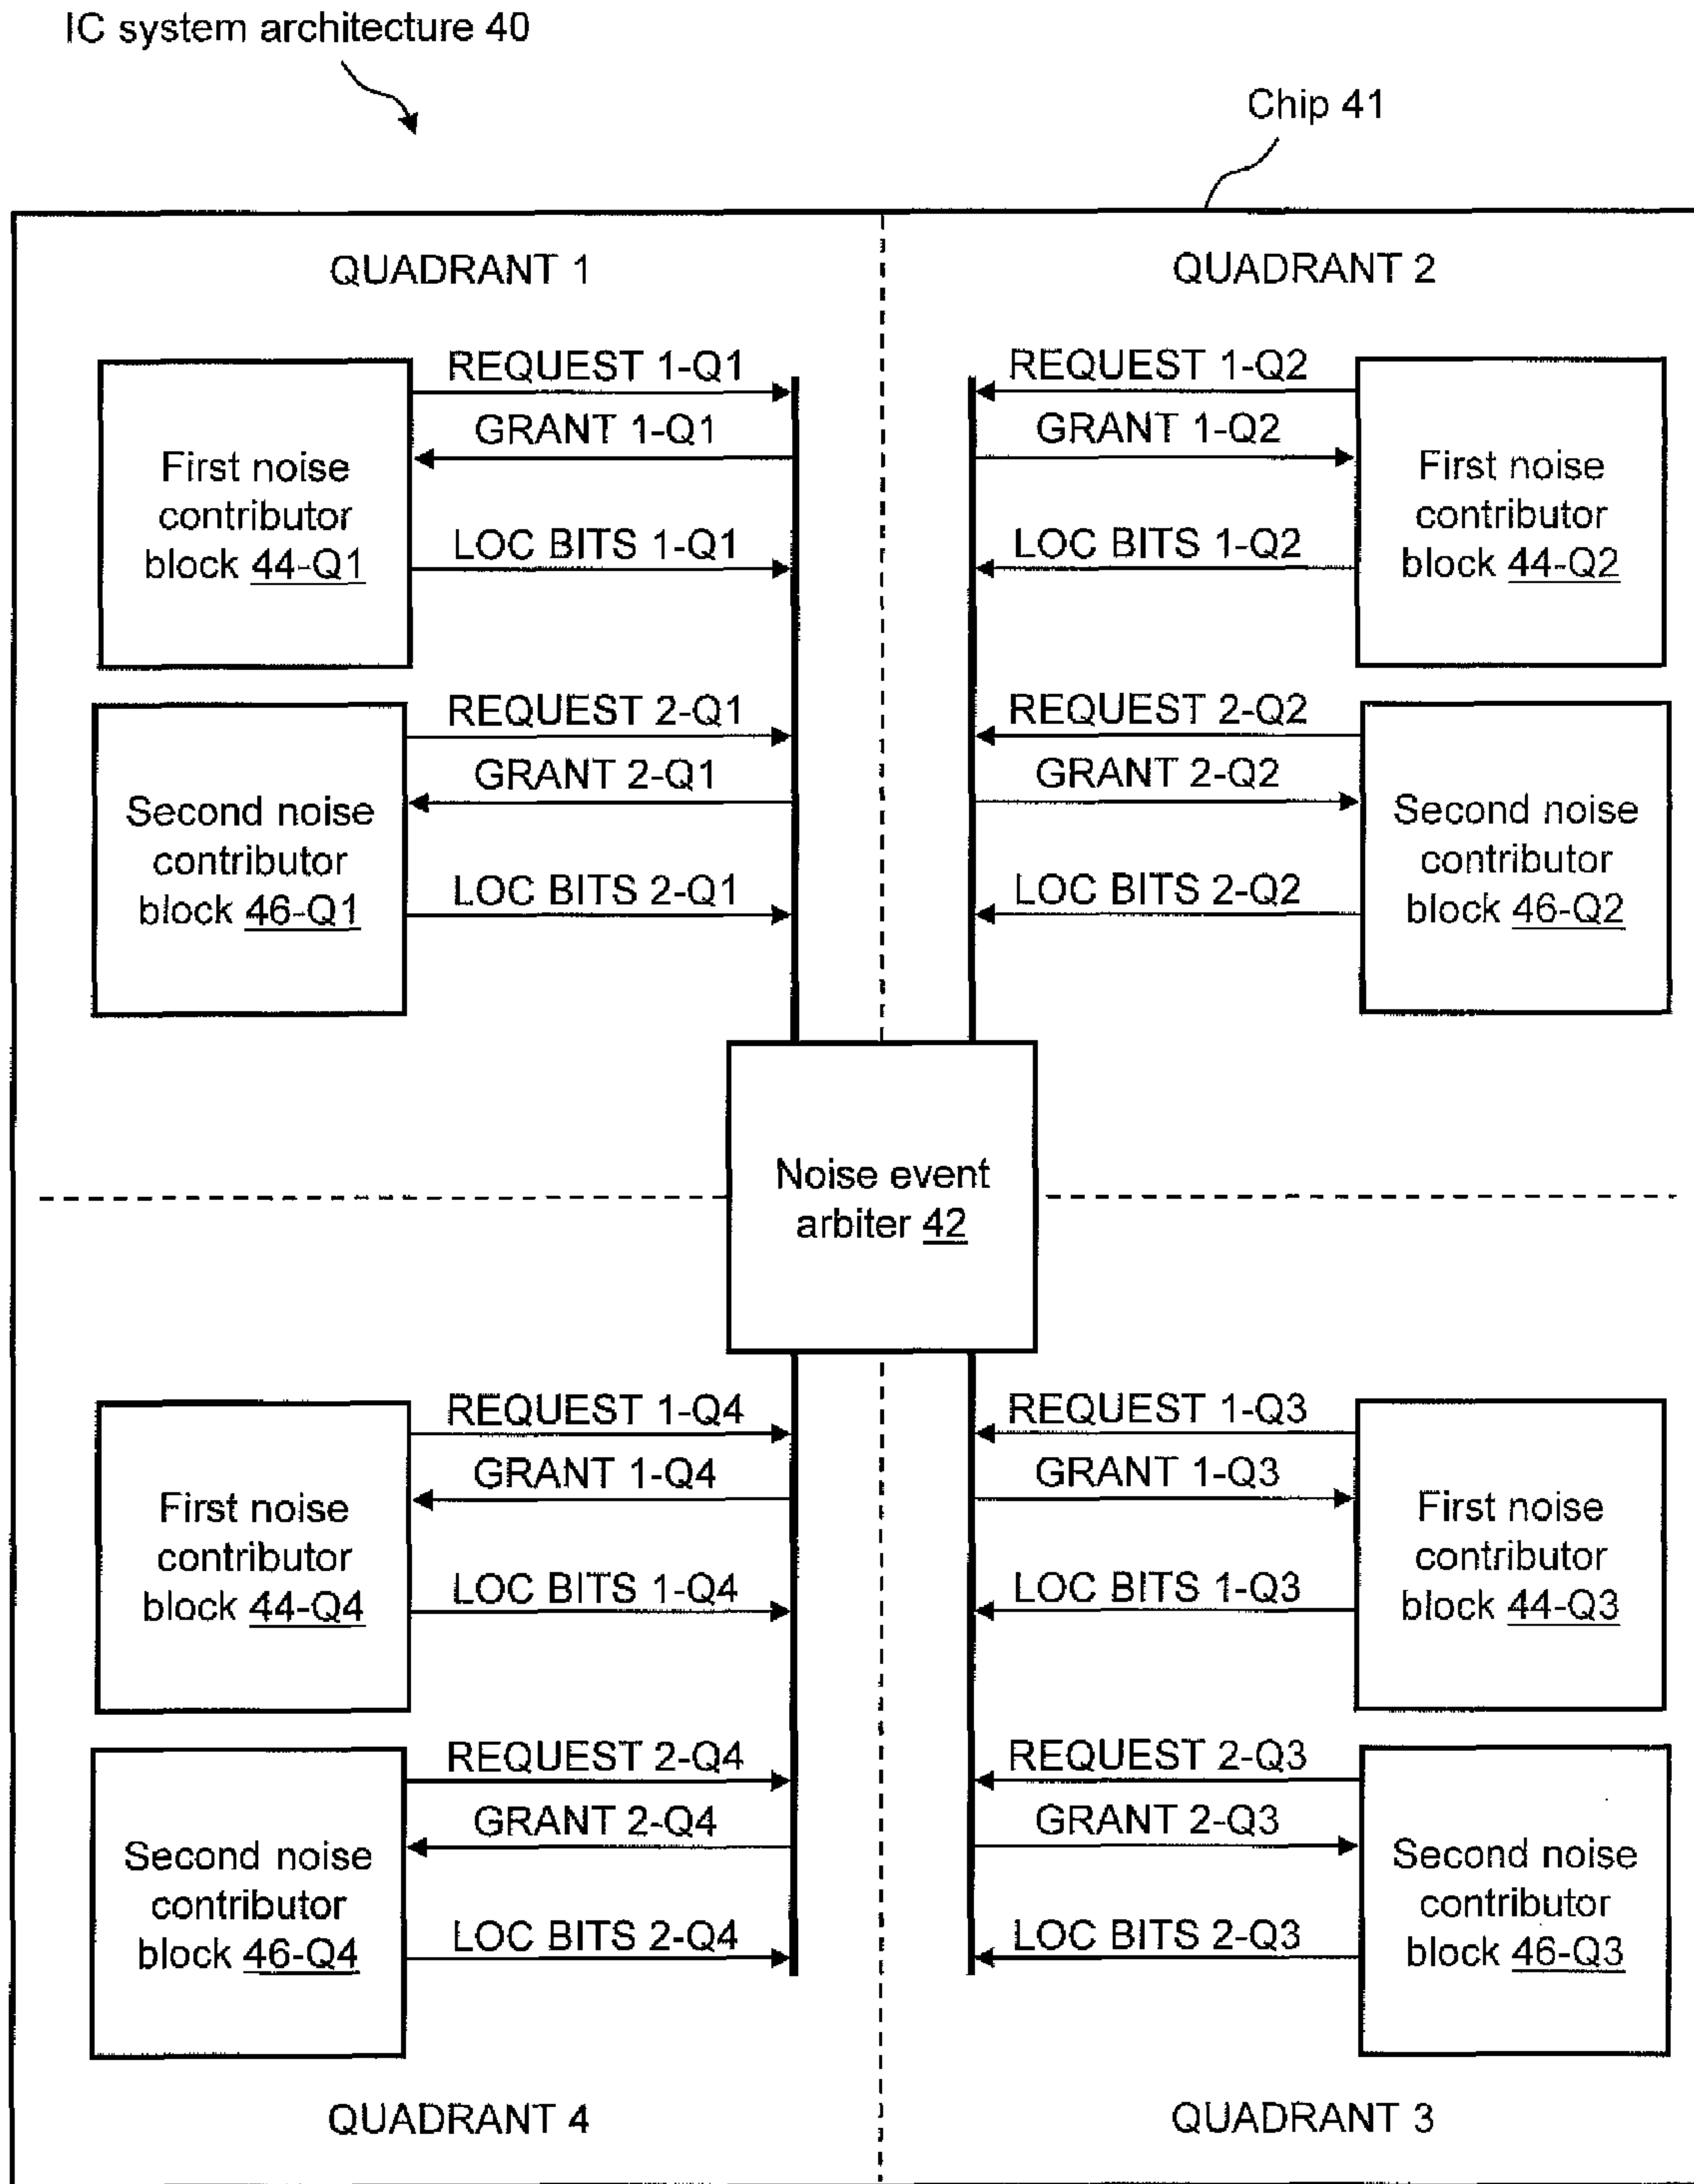 IC system architecture 40
Chip 41
QUADRANT 1
QUADRANT 2
First noise
contributor
block 44-Q1
REQUEST 1-Q1
GRANT 1-Q1
LOC BITS 1-Q1
REQUEST 1-Q2
GRANT 1-Q2
LOC BITS 1-Q2
First noise
contributor
block 44-Q2
Second noise
contributor
block 46-Q1
REQUEST 2-Q1
GRANT 2-Q1
LOC BITS 2-Q1
REQUEST 2-Q2
GRANT 2-Q2
LOC BITS 2-Q2
Second noise
contributor
block 46-Q2
Noise event
arbiter 42
First noise
contributor
block 44-Q4
REQUEST 1-Q4
GRANT 1-Q4
LOC BITS 1-Q4
REQUEST 1-Q3
GRANT 1-Q3
LOC BITS 1-Q3
First noise
contributor
block 44-Q3
Second noise
contributor
block 46-Q4
REQUEST 2-Q4
GRANT 2-Q4
LOC BITS 2-Q4
REQUEST 2-Q3
GRANT 2-Q3
LOC BITS 2-Q3
Second noise
contributor
block 46-Q3
QUADRANT 4
QUADRANT 3